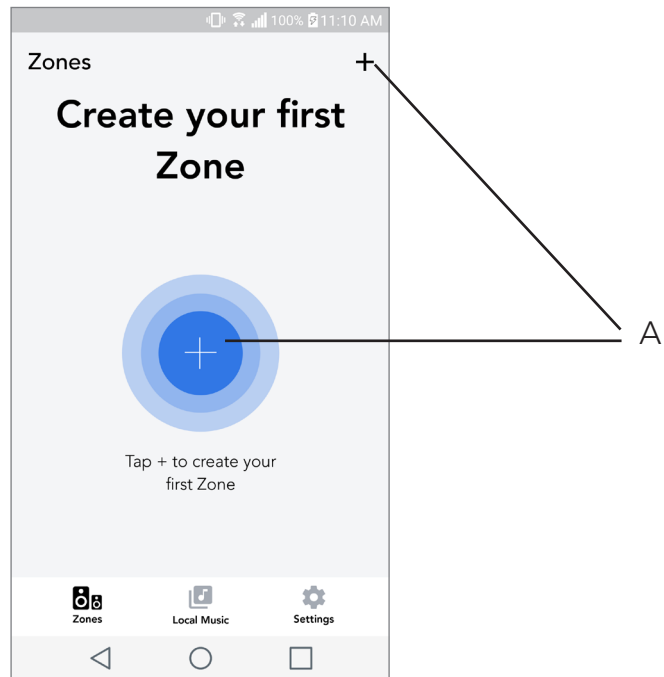 100% 11:10 AM
Zones +
Create your first
Zone
A
Tap + to create your
first Zone
Zones Local Music Settings